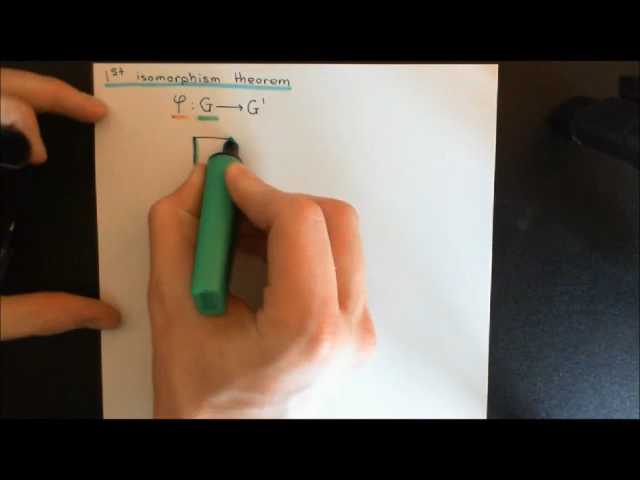 1st isomorphism theorem
φ : G → G'